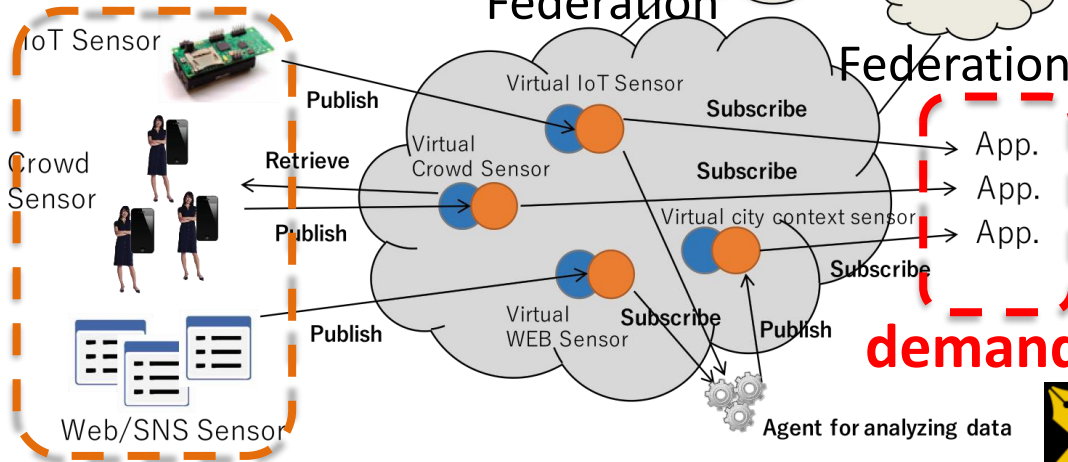 Federation
IoT Sensor
Federation
Virtual IoT Sensor
Publish
Subscribe
Virtual
Crowd Sensor
App.
Crowd
Sensor
Retrieve
Subscribe
App.
Virtual city context sensor
Publish
App.
Subscribe
Virtual
WEB Sensor
Subscribe
Publish
Publish
demand
Web/SNS Sensor
Agent for analyzing data